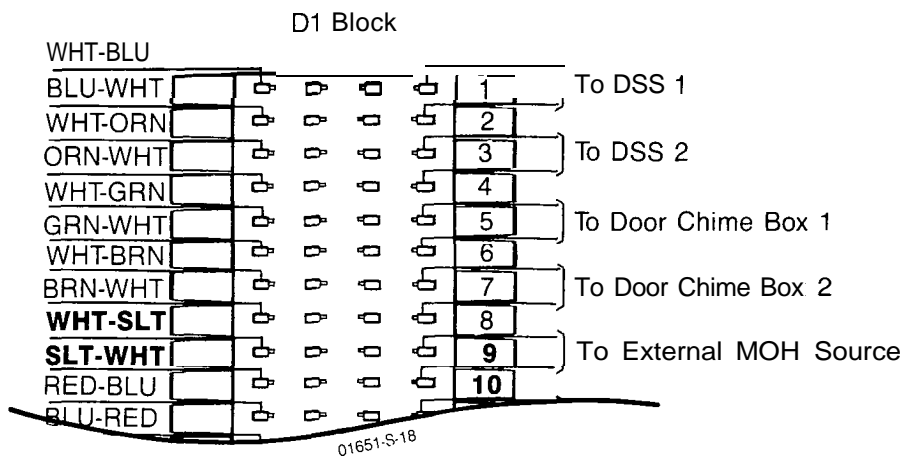 D1 Block
WHT-BLU
BLU-WHT 1 To DSS 1
WHT-ORN 2
ORN-WHT 3 To DSS 2
WHT-GRN 4
GRN-WHT 5 To Door Chime Box 1
WHT-BRN 6
BRN-WHT 7 To Door Chime Box 2
WHT-SLT 8
SLT-WHT 9 To External MOH Source
RED-BLU 10
BLU-RED
01651-S-18